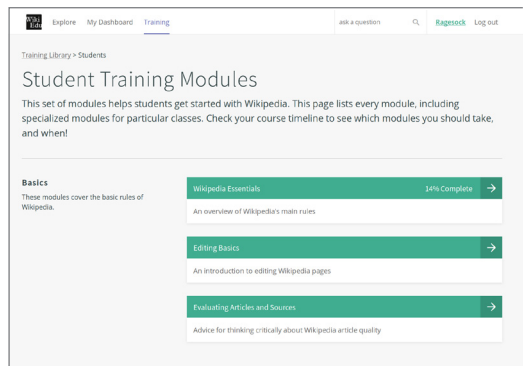 Wiki
Edu
Explore My Dashboard Training
ask a question
Ragesock Log out
Training Library > Students
Student Training Modules
This set of modules helps students get started with Wikipedia. This page lists every module, including
specialized modules for particular classes. Check your course timeline to see which modules you should take,
and when!
Basics
These modules cover the basic rules of
Wikipedia.
Wikipedia Essentials 14% Complete →
An overview of Wikipedia's main rules
Editing Basics →
An introduction to editing Wikipedia pages
Evaluating Articles and Sources →
Advice for thinking critically about Wikipedia article quality